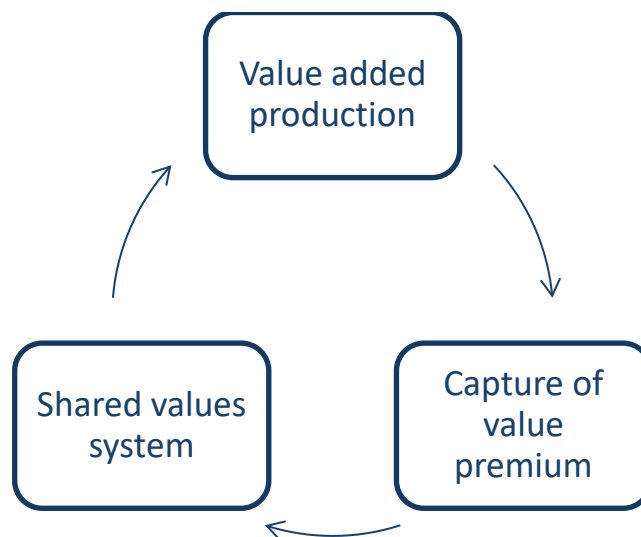 Value added
production
Shared values
system
Capture of
value
premium